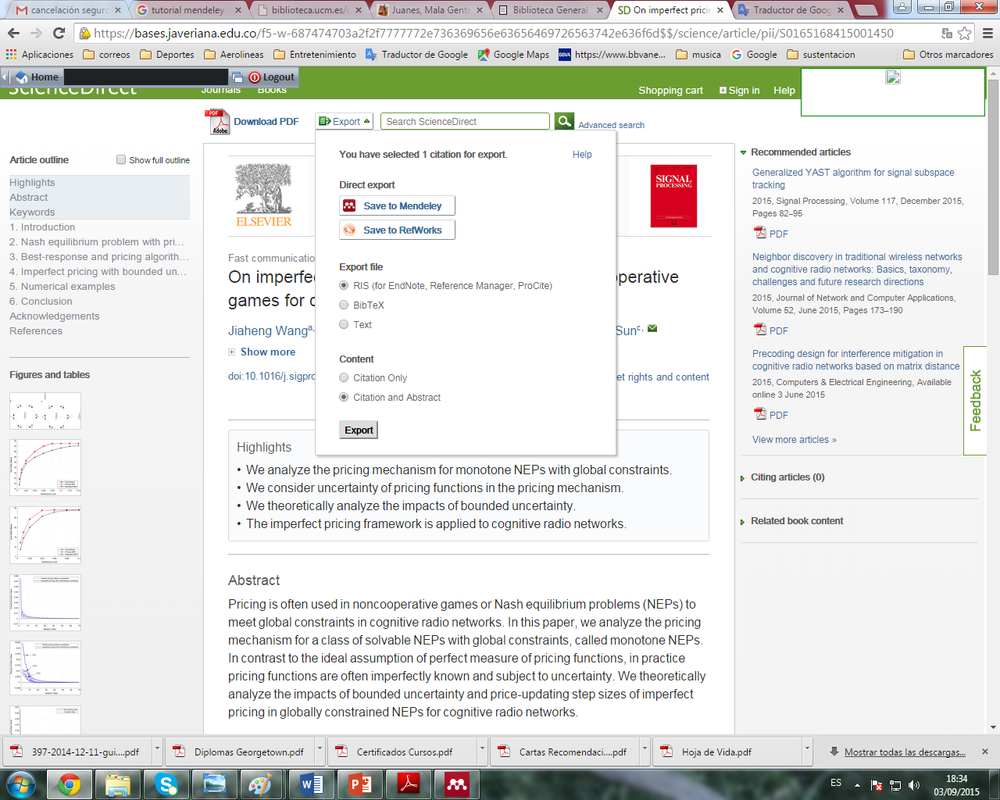 cancelación seguro
tutorial mendeley
biblioteca.ucm.es/
Juanes, Mala Gente
Biblioteca General
SD On imperfect prici
Traductor de Goog
https://bases.javeriana.edu.co/f5-w-687474703a2f2f7777772e736369656e63656469726563742e636f6d$$/science/article/pii/S0165168415001450
Aplicaciones
correos
Deportes
Aerolineas
Entretenimiento
Traductor de Google
Google Maps
BBVA https://www.bbvane...
musica
Google
sustentacion
Otros marcadores
Home
Logout
ScienceDirect
Journals
Books
Shopping cart
Sign in
Help
Download PDF
Export
Search ScienceDirect
Advanced search
Article outline
Show full outline
Highlights
Abstract
Keywords
1. Introduction
2. Nash equilibrium problem with pri...
3. Best-response and pricing algorith...
4. Imperfect pricing with bounded un...
5. Numerical examples
6. Conclusion
Acknowledgements
References
Figures and tables
You have selected 1 citation for export.
Help
Direct export
Save to Mendeley
Save to RefWorks
Export file
RIS (for EndNote, Reference Manager, ProCite)
BibTeX
Text
Content
Citation Only
Citation and Abstract
Export
ELSEVIER
SIGNAL
PROCESSING
Fast communicatio
On imperfec
operative
games for c
Jiaheng Wang a,
Sun c,
Show more
doi:10.1016/j.sigpro
et rights and content
Highlights
• We analyze the pricing mechanism for monotone NEPs with global constraints.
• We consider uncertainty of pricing functions in the pricing mechanism.
• We theoretically analyze the impacts of bounded uncertainty.
• The imperfect pricing framework is applied to cognitive radio networks.
Abstract
Pricing is often used in noncooperative games or Nash equilibrium problems (NEPs) to
meet global constraints in cognitive radio networks. In this paper, we analyze the pricing
mechanism for a class of solvable NEPs with global constraints, called monotone NEPs.
In contrast to the ideal assumption of perfect measure of pricing functions, in practice
pricing functions are often imperfectly known and subject to uncertainty. We theoretically
analyze the impacts of bounded uncertainty and price-updating step sizes of imperfect
pricing in globally constrained NEPs for cognitive radio networks.
Recommended articles
Generalized YAST algorithm for signal subspace
tracking
2015, Signal Processing, Volume 117, December 2015,
Pages 82–95
PDF
Neighbor discovery in traditional wireless networks
and cognitive radio networks: Basics, taxonomy,
challenges and future research directions
2015, Journal of Network and Computer Applications,
Volume 52, June 2015, Pages 173–190
PDF
Precoding design for interference mitigation in
cognitive radio networks based on matrix distance
2015, Computers & Electrical Engineering, Available
online 3 June 2015
PDF
View more articles »
Citing articles (0)
Related book content
Feedback
397-2014-12-11-gui....pdf
Diplomas Georgetown.pdf
Certificados Cursos.pdf
Cartas Recomendaci....pdf
Hoja de Vida.pdf
Mostrar todas las descargas...
ES
18:34
03/09/2015